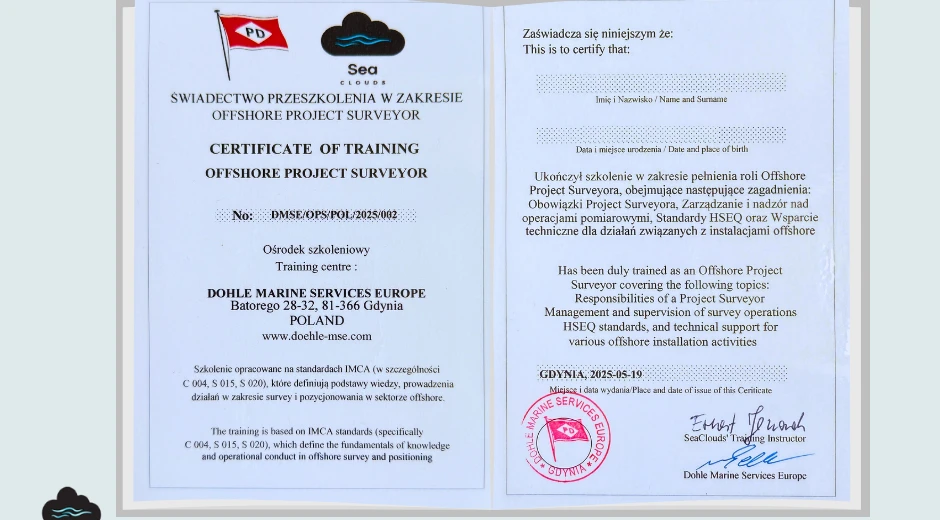 PD
Sea
CLOUDS
ŚWIADECTWO PRZESZKOLENIA W ZAKRESIE
OFFSHORE PROJECT SURVEYOR
CERTIFICATE OF TRAINING
OFFSHORE PROJECT SURVEYOR
No: DMSE/OPS/POL/2025/002
Ośrodek szkoleniowy
Training centre :
DOHLE MARINE SERVICES EUROPE
Batorego 28-32, 81-366 Gdynia
POLAND
www.doehle-mse.com
Szkolenie opracowane na standardach IMCA (w szczególności
C 004, S 015, S 020), które definiują podstawy wiedzy, prowadzenia
działań w zakresie survey i pozycjonowania w sektorze offshore.
The training is based on IMCA standards (specifically
C 004, S 015, S 020), which define the fundamentals of knowledge
and operational conduct in offshore survey and positioning
Zaświadcza się niniejszym że:
This is to certify that:
Imię i Nazwisko / Name and Surname
Data i miejsce urodzenia / Date and place of birth
Ukończył szkolenie w zakresie pełnienia roli Offshore
Project Surveyora, obejmujące następujące zagadnienia:
Obowiązki Project Surveyora, Zarządzanie i nadzór nad
operacjami pomiarowymi, Standardy HSEQ oraz Wsparcie
techniczne dla działań związanych z instalacjami offshore
Has been duly trained as an Offshore Project
Surveyor covering the following topics:
Responsibilities of a Project Surveyor
Management and supervision of survey operations
HSEQ standards, and technical support for
various offshore installation activities
GDYNIA, 2025-05-19
Miejsce i data wydania/Place and date of issue of this Ceriticate
DOHLE MARINE SERVICES EUROPE
PD
GDYNIA
SeaClouds' Training Instructor
Dohle Marine Services Europe